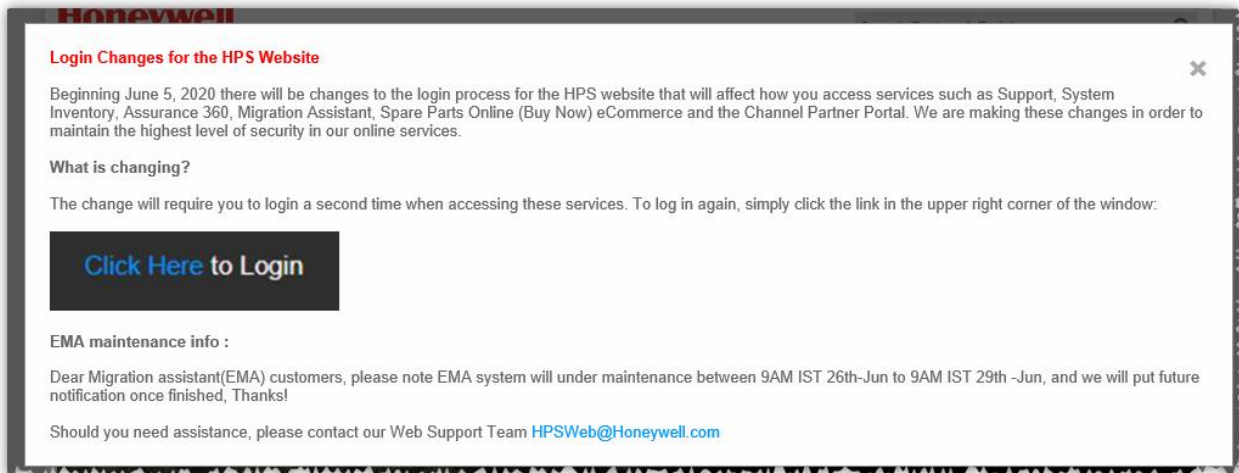 Honeywell
Login Changes for the HPS Website
Beginning June 5, 2020 there will be changes to the login process for the HPS website that will affect how you access services such as Support, System
Inventory, Assurance 360, Migration Assistant, Spare Parts Online (Buy Now) eCommerce and the Channel Partner Portal. We are making these changes in order to
maintain the highest level of security in our online services.
What is changing?
The change will require you to login a second time when accessing these services. To log in again, simply click the link in the upper right corner of the window:
Click Here to Login
EMA maintenance info :
Dear Migration assistant(EMA) customers, please note EMA system will under maintenance between 9AM IST 26th-Jun to 9AM IST 29th -Jun, and we will put future
notification once finished, Thanks!
Should you need assistance, please contact our Web Support Team HPSWeb@Honeywell.com